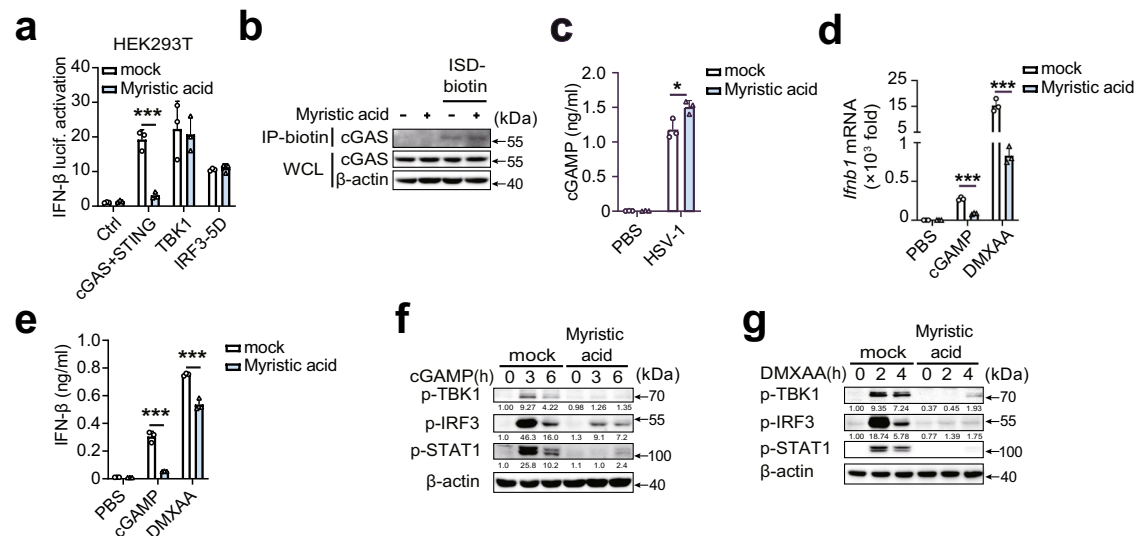 a
HEK293T
mock
Myristic acid
IFN-β lucif. activation
40
30
20
10
0
***
Ctrl
cGAS+STING
TBK1
IRF3-5D
b
ISD-
biotin
Myristic acid - + - + (kDa)
IP-biotin cGAS ←55
WCL cGAS ←55
β-actin ←40
c
mock
Myristic acid
cGAMP (ng/ml)
2.0
1.5
1.0
0.5
0
*
PBS
HSV-1
d
mock
Myristic acid
Ifnb1 mRNA
(×10³ fold)
25
15
5
1
0.5
0
***
***
PBS
cGAMP
DMXAA
e
mock
Myristic acid
IFN-β (ng/ml)
1.0
0.8
0.6
0.4
0.2
0
***
***
PBS
cGAMP
DMXAA
f
Myristic
mock acid
cGAMP(h) 0 3 6 0 3 6 (kDa)
p-TBK1 ←70
1.00 9.27 4.22 0.98 1.26 1.35
p-IRF3 ←55
1.0 46.3 16.0 1.3 9.1 7.2
p-STAT1 ←100
1.0 25.8 10.2 1.1 1.0 2.4
β-actin ←40
g
Myristic
mock acid
DMXAA(h) 0 2 4 0 2 4 (kDa)
p-TBK1 ←70
1.00 9.35 7.24 0.37 0.45 1.93
p-IRF3 ←55
1.00 18.74 5.78 0.77 1.39 1.75
p-STAT1 ←100
β-actin ←40